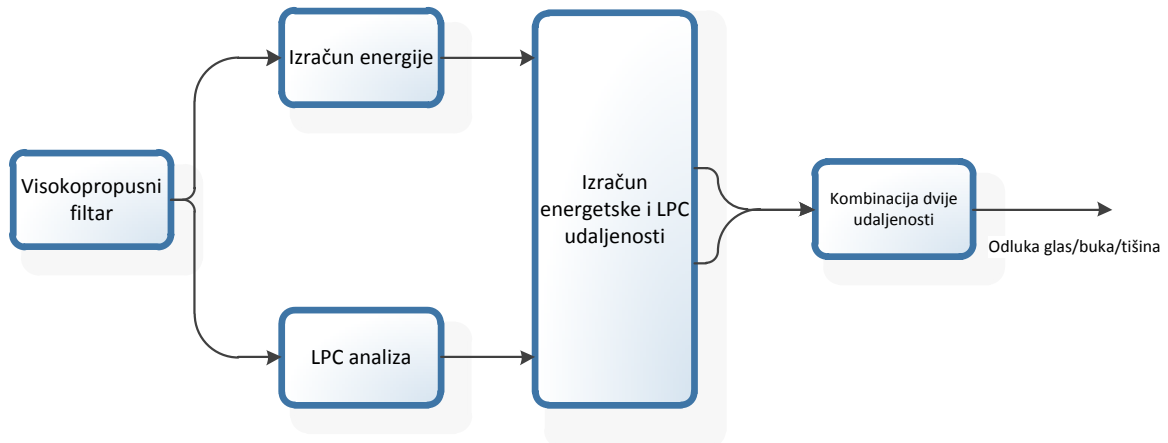 Visokopropusni
filtar
Izračun energije
LPC analiza
Izračun
energetske i LPC
udaljenosti
Kombinacija dvije
udaljenosti
Odluka glas/buka/tišina